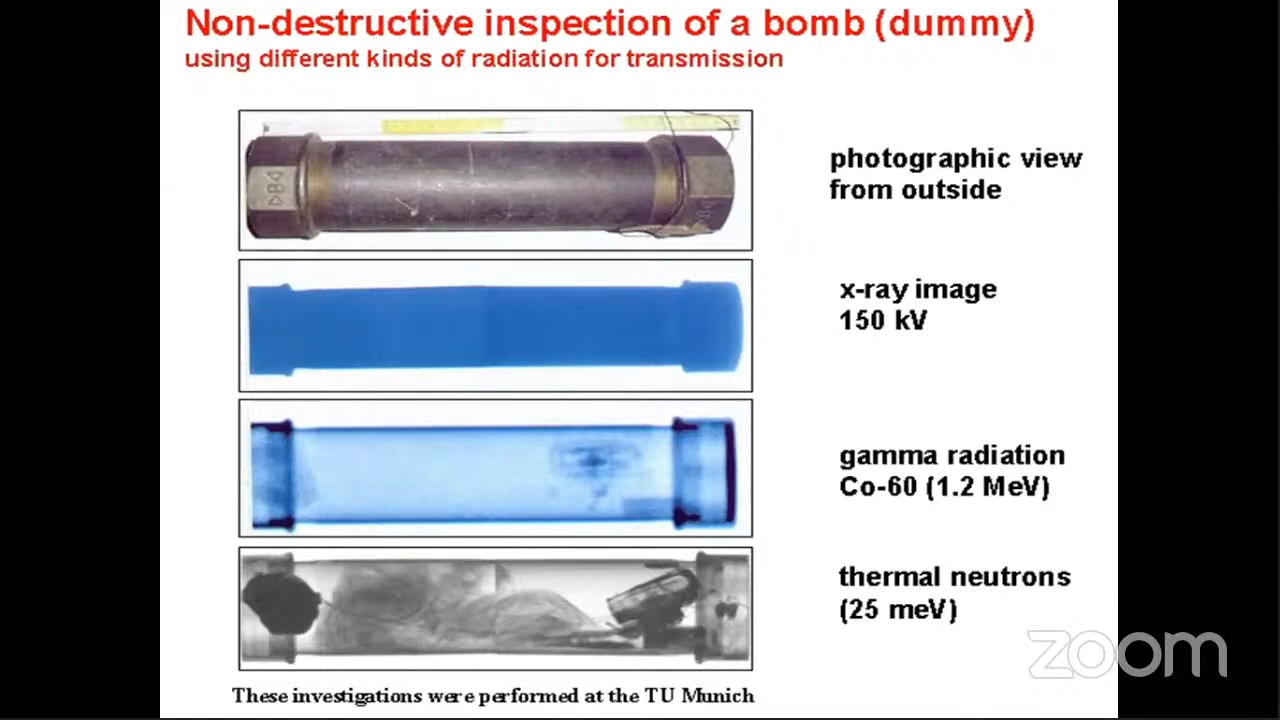 Non-destructive inspection of a bomb (dummy)
using different kinds of radiation for transmission
photographic view
from outside
x-ray image
150 kV
gamma radiation
Co-60 (1.2 MeV)
thermal neutrons
(25 meV)
zoom
These investigations were performed at the TU Munich